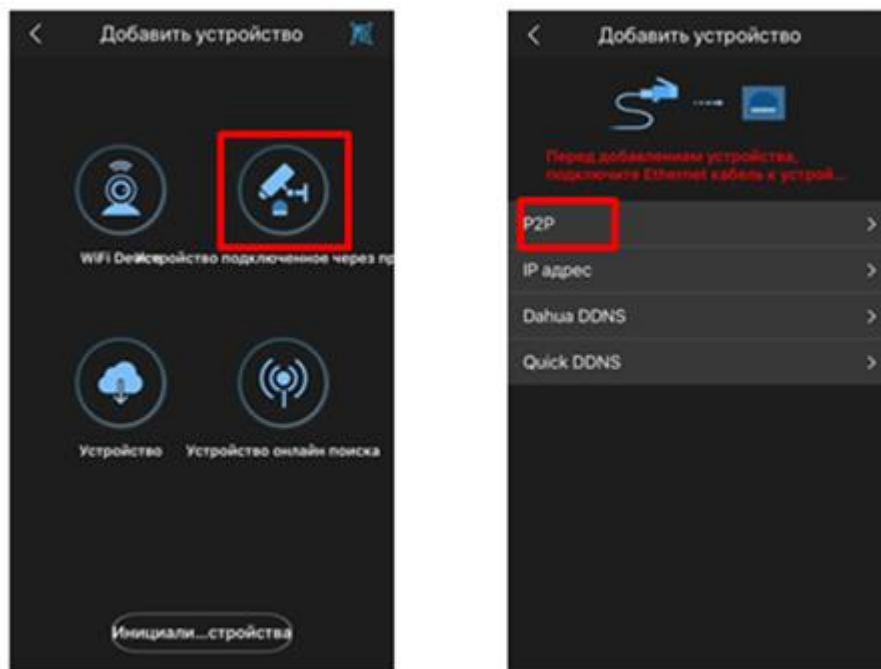 Добавить устройство
WiFi De
устройство подключенное через пр
Устройство
Устройство онлайн поиска
Инициали...стройства
Добавить устройство
Перед добавлением устройства,
подключите Ethernet кабель к устрой...
P2P
IP адрес
Dahua DDNS
Quick DDNS